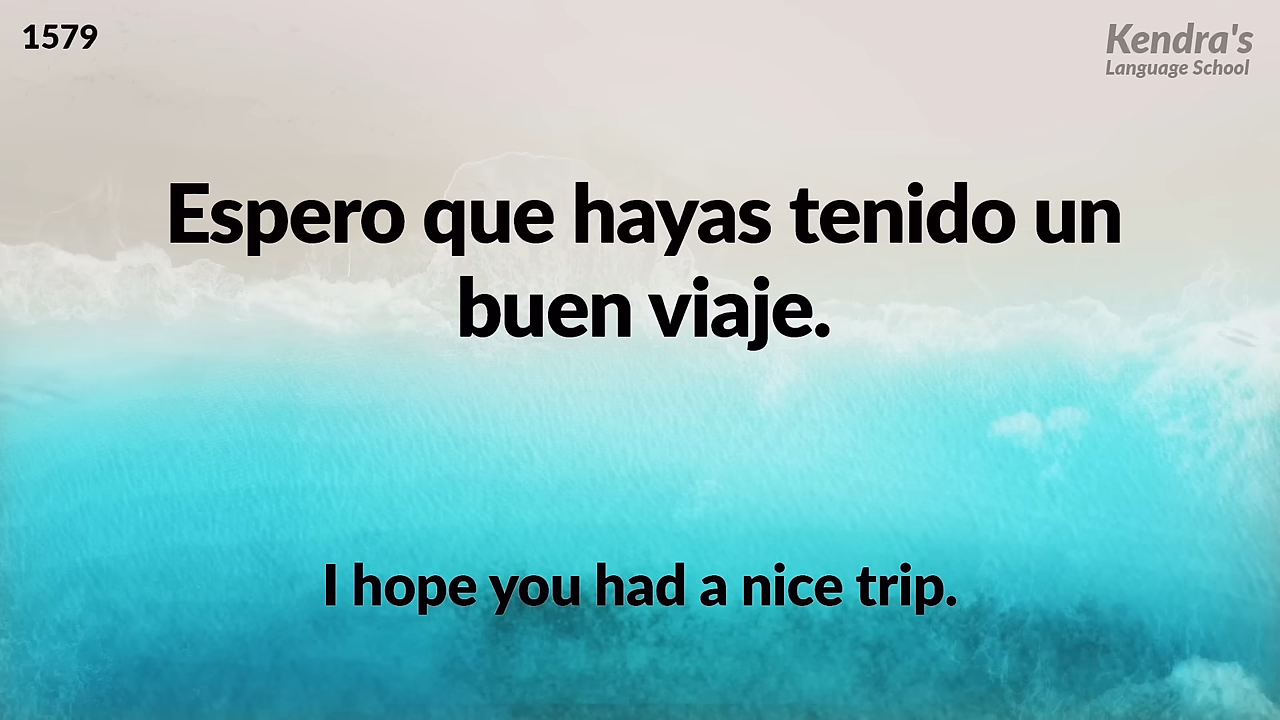 1579
Kendra's
Language School
Espero que hayas tenido un
buen viaje.
I hope you had a nice trip.